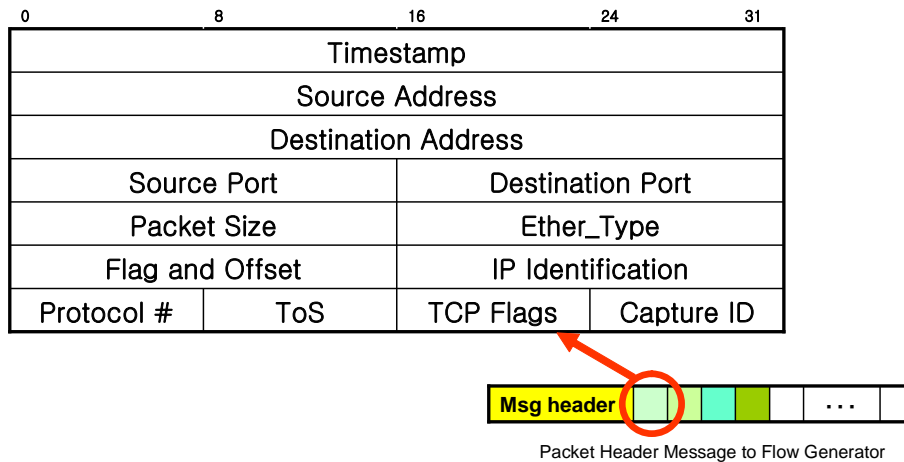 0 8 16 24 31
Timestamp
Source Address
Destination Address
Source Port Destination Port
Packet Size Ether_Type
Flag and Offset IP Identification
Protocol # ToS TCP Flags Capture ID
Msg header ...
Packet Header Message to Flow Generator